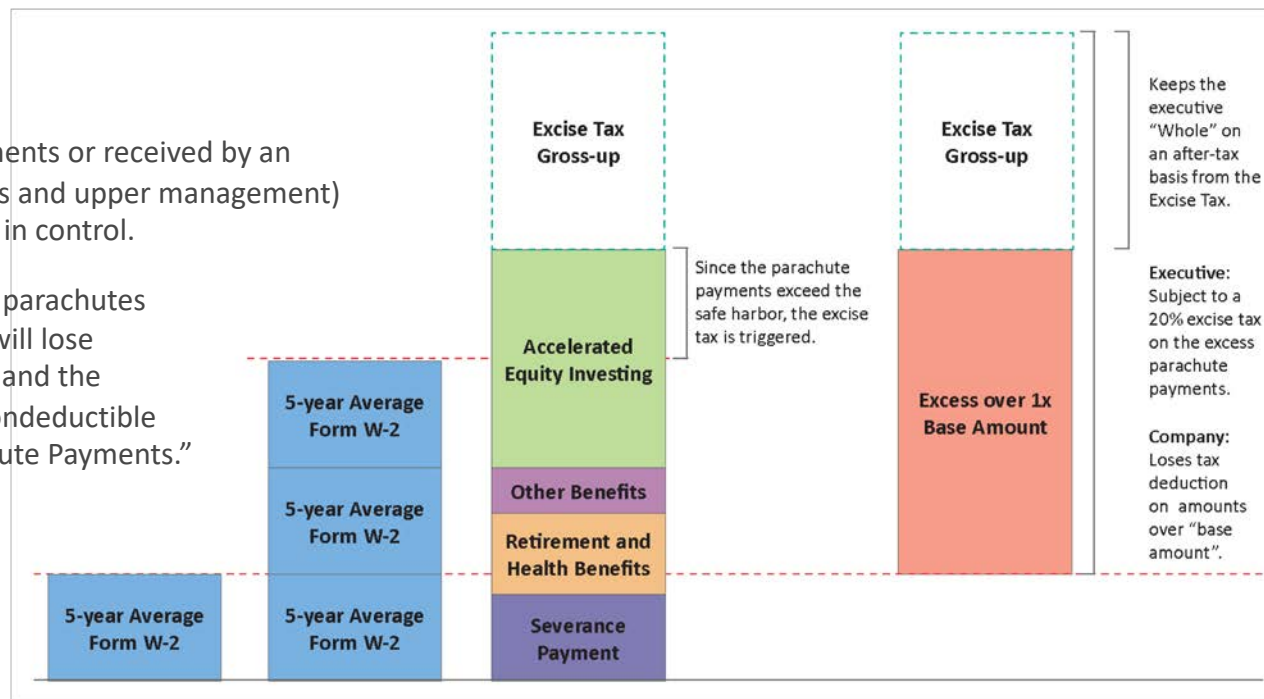 ments or received by an
s and upper management)
in control.
parachutes
will lose
and the
ondeductible
ute Payments.”
5-year Average
Form W-2
5-year Average
Form W-2
5-year Average
Form W-2
5-year Average
Form W-2
Excise Tax
Gross-up
Accelerated
Equity Investing
Other Benefits
Retirement and
Health Benefits
Severance
Payment
Since the parachute
payments exceed the
safe harbor, the excise
tax is triggered.
Excise Tax
Gross-up
Excess over 1x
Base Amount
Keeps the
executive
“Whole” on
an after-tax
basis from the
Excise Tax.
Executive:
Subject to a
20% excise tax
on the excess
parachute
payments.
Company:
Loses tax
deduction
on amounts
over “base
amount”.